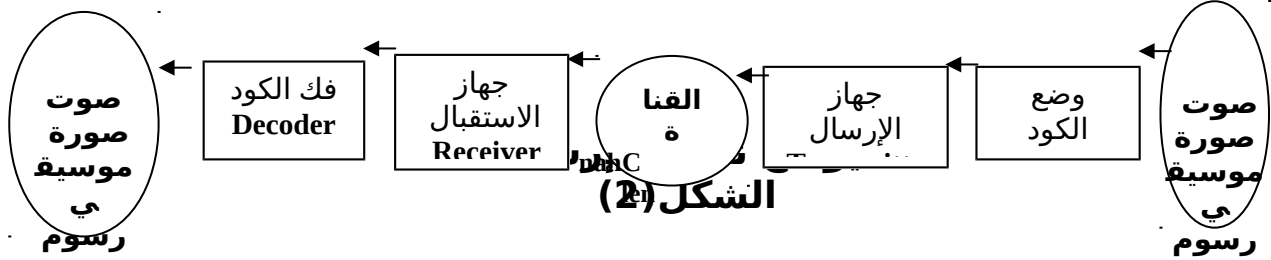 صوت
صورة
موسيق
ي
رسوم
وضع
الكود
جهاز
الإرسال
القنا
ة
جهاز
الاستقبال
Receiver
فك الكود
Decoder
صوت
صورة
موسيق
ي
رسوم
الشكل(2)